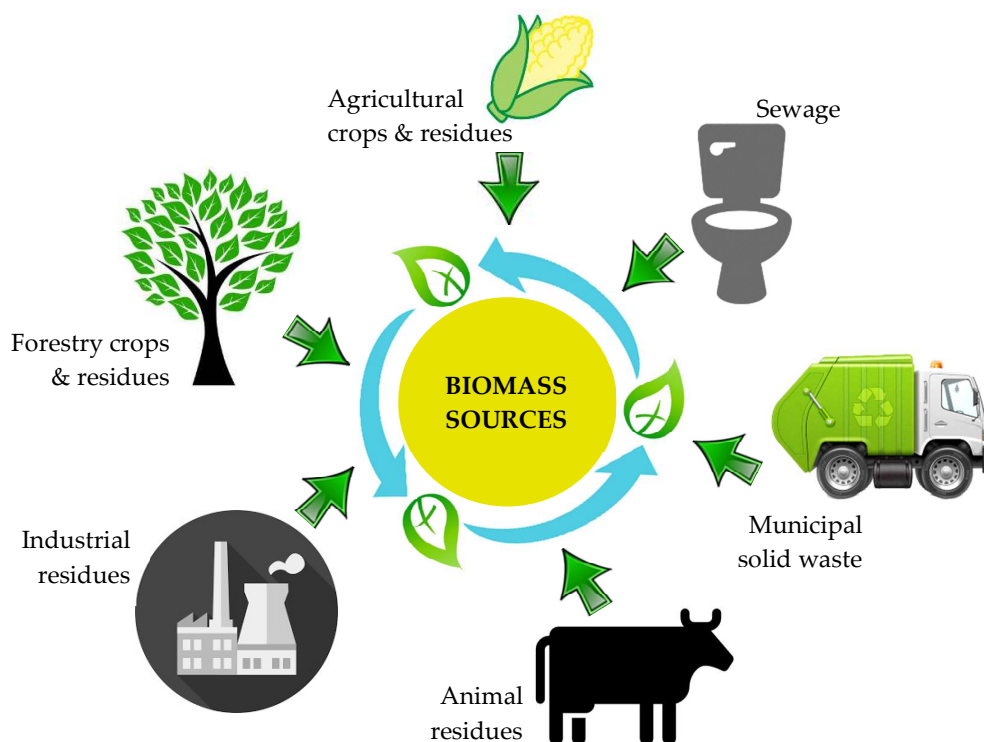 Agricultural
crops & residues
Sewage
Forestry crops
& residues
BIOMASS
SOURCES
Industrial
residues
Municipal
solid waste
Animal
residues